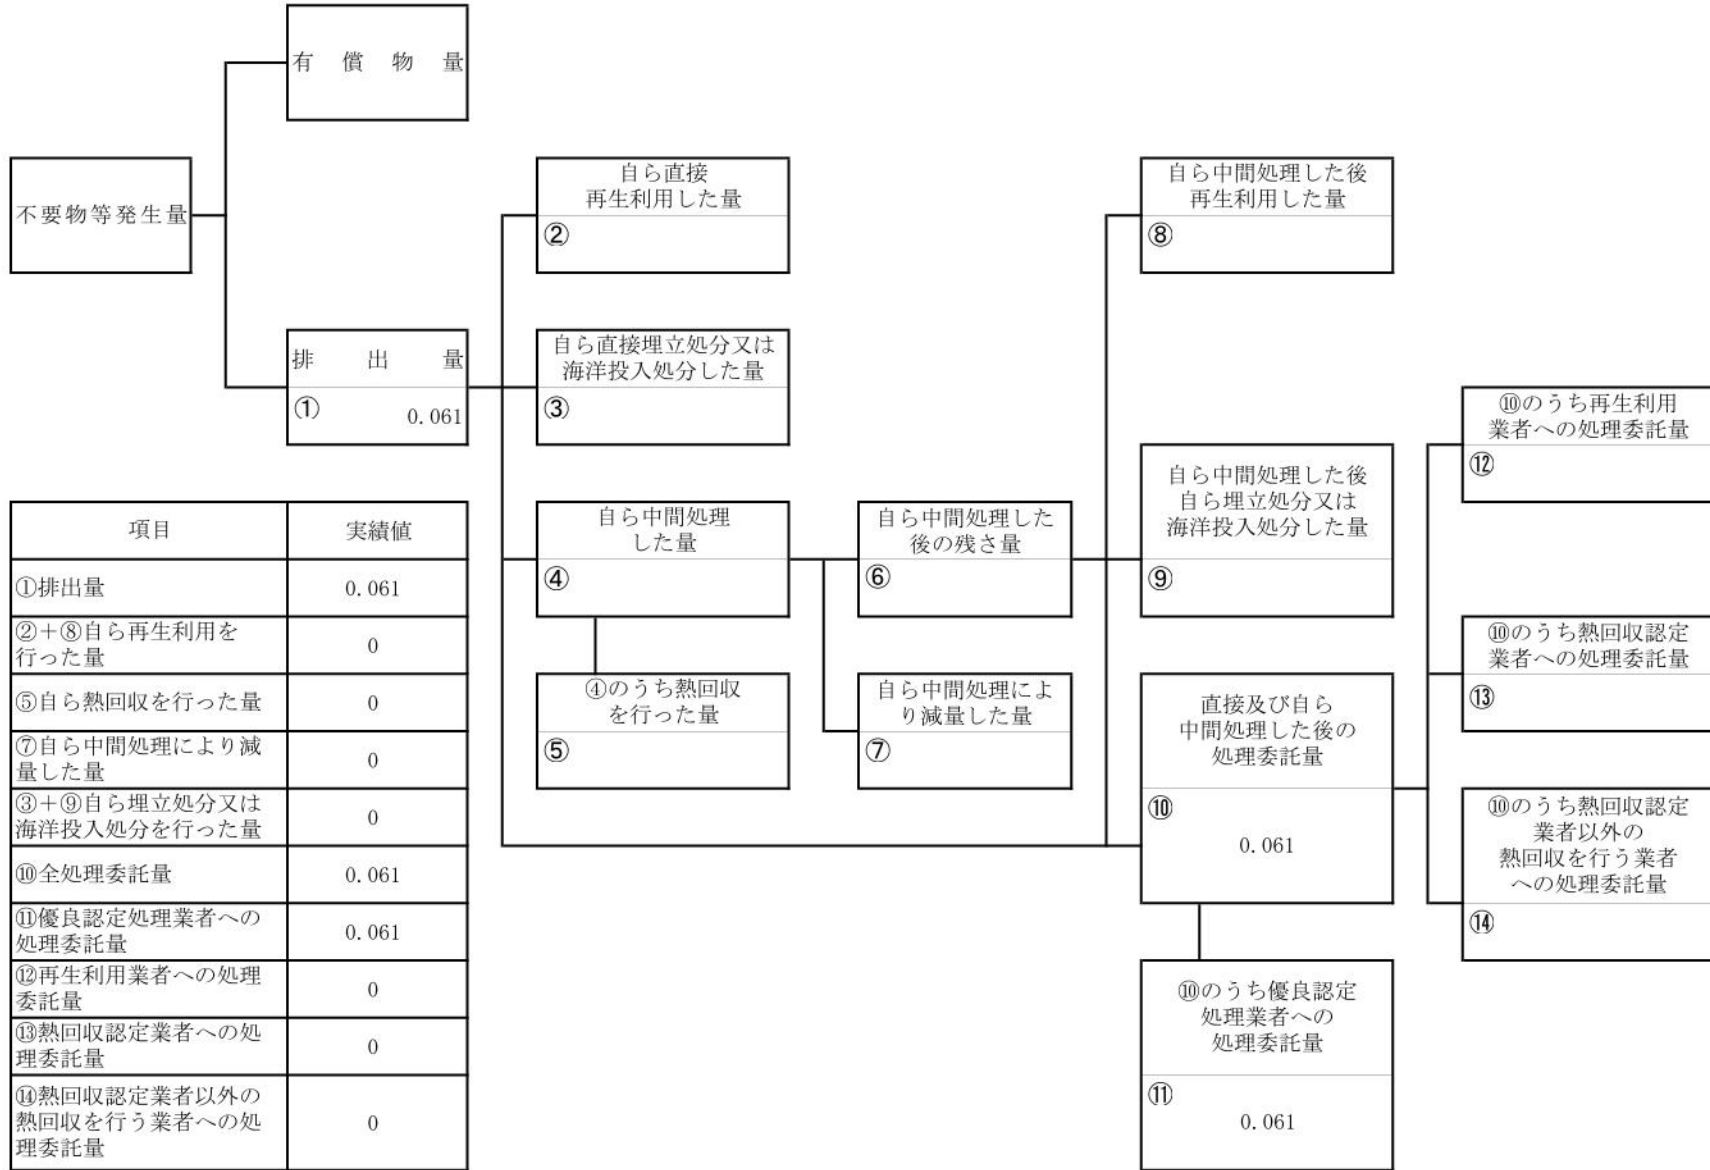 有償物量
不要物等発生量
自ら直接
再生利用した量
②
自ら中間処理した後
再生利用した量
⑧
排出量
①
0.061
自ら直接埋立処分又は
海洋投入処分した量
③
⑩のうち再生利用
業者への処理委託量
⑫
自ら中間処理した後
自ら埋立処分又は
海洋投入処分した量
⑨
自ら中間処理
した量
④
自ら中間処理した
後の残さ量
⑥
⑩のうち熱回収認定
業者への処理委託量
⑬
④のうち熱回収
を行った量
⑤
自ら中間処理によ
り減量した量
⑦
直接及び自ら
中間処理した後の
処理委託量
⑩
0.061
⑩のうち熱回収認定
業者以外の
熱回収を行う業者
への処理委託量
⑭
⑩のうち優良認定
処理業者への
処理委託量
⑪
0.061
項目 実績値
①排出量 0.061
②＋⑧自ら再生利用を
行った量 0
⑤自ら熱回収を行った量 0
⑦自ら中間処理により減
量した量 0
③＋⑨自ら埋立処分又は
海洋投入処分を行った量 0
⑩全処理委託量 0.061
⑪優良認定処理業者への
処理委託量 0.061
⑫再生利用業者への処理
委託量 0
⑬熱回収認定業者への処
理委託量 0
⑭熱回収認定業者以外の
熱回収を行う業者への処
理委託量 0